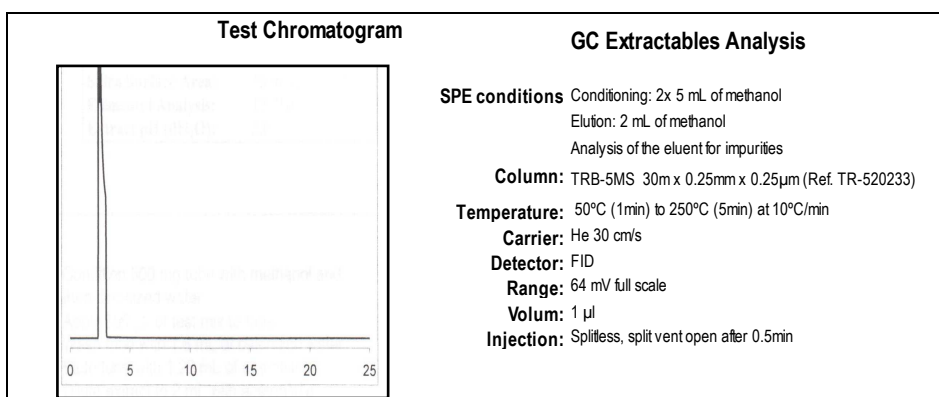 Test Chromatogram
0 5 10 15 20 25
GC Extractables Analysis
SPE conditions Conditioning: 2x 5 mL of methanol
Elution: 2 mL of methanol
Analysis of the eluent for impurities
Column: TRB-5MS 30m x 0.25mm x 0.25µm (Ref. TR-520233)
Temperature: 50ºC (1min) to 250ºC (5min) at 10ºC/min
Carrier: He 30 cm/s
Detector: FID
Range: 64 mV full scale
Volum: 1 µl
Injection: Splitless, split vent open after 0.5min